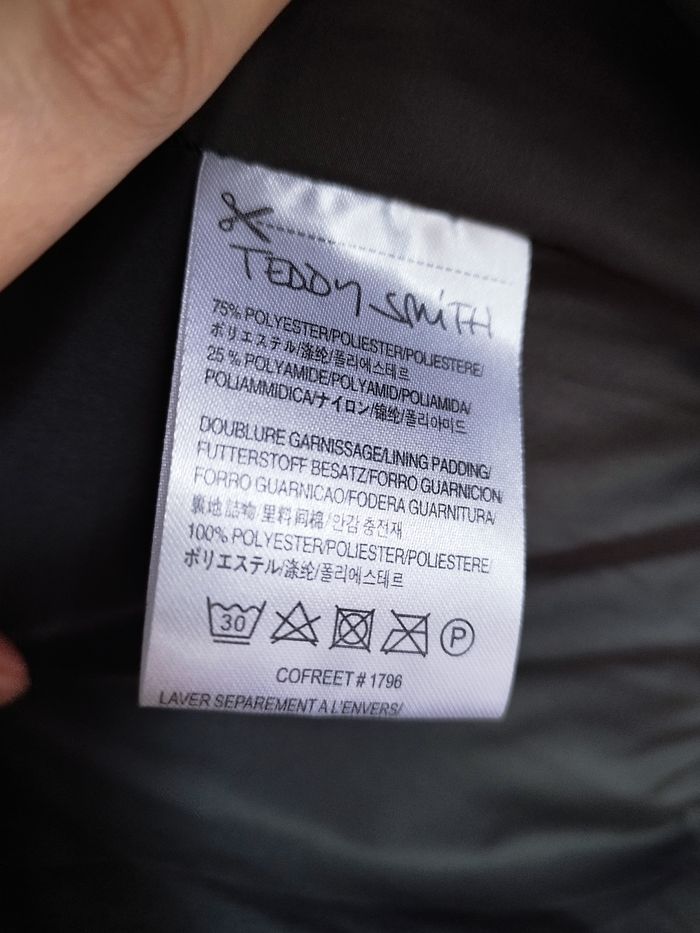 TEDDY SMITH
75% POLYESTER/POLIESTER/POLIESTERE/
ポリエステル/涤纶/폴리에스테르
25 % POLYAMIDE/POLYAMID/POLIAMIDA/
POLIAMMIDICA/ナイロン/锦纶/폴리아미드
DOUBLURE GARNISSAGE/LINING PADDING/
FUTTERSTOFF BESATZ/FORRO GUARNICION/
FORRO GUARNICAO/FODERA GUARNITURA/
裏地 詰物/里料 间棉/안감 충전재
100% POLYESTER/POLIESTER/POLIESTERE/
ポリエステル/涤纶/폴리에스테르
30 P
COFREET # 1796
LAVER SEPAREMENT A L'ENVERS/